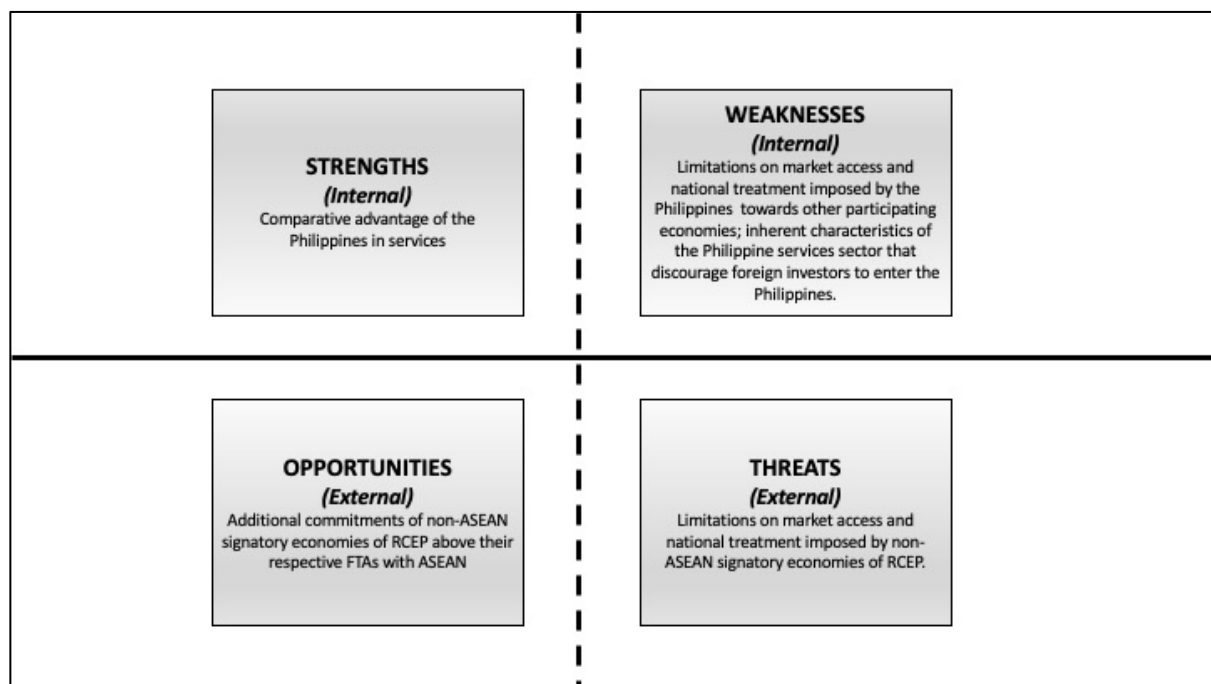 STRENGTHS
(Internal)
Comparative advantage of the
Philippines in services
WEAKNESSES
(Internal)
Limitations on market access and
national treatment imposed by the
Philippines towards other participating
economies; inherent characteristics of
the Philippine services sector that
discourage foreign investors to enter the
Philippines.
OPPORTUNITIES
(External)
Additional commitments of non-ASEAN
signatory economies of RCEP above their
respective FTAs with ASEAN
THREATS
(External)
Limitations on market access and
national treatment imposed by non-
ASEAN signatory economies of RCEP.